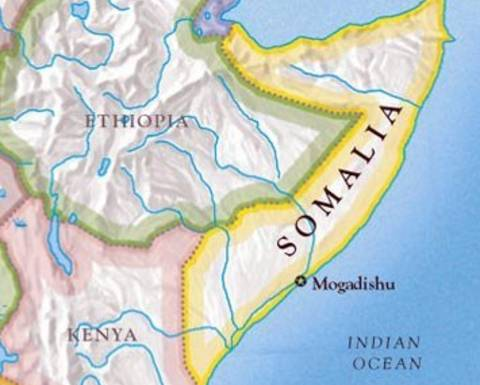 ETHIOPIA
SOMALIA
Mogadishu
KENYA
INDIAN
OCEAN